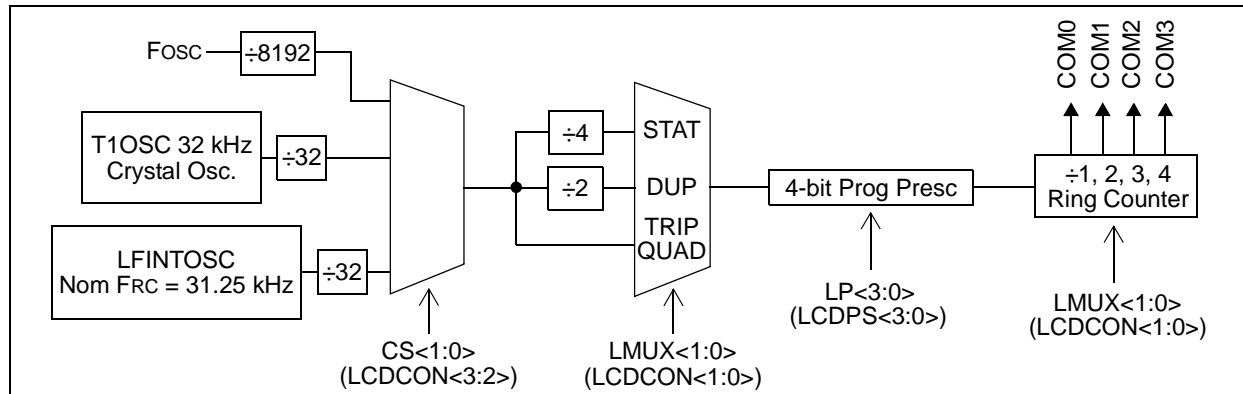 FOSC
÷8192
T1OSC 32 kHz
Crystal Osc.
÷32
LFINTOSC
Nom FRC = 31.25 kHz
÷32
CS<1:0>
(LCDCON<3:2>)
÷4
÷2
STAT
DUP
TRIP
QUAD
LMUX<1:0>
(LCDCON<1:0>)
4-bit Prog Presc
LP<3:0>
(LCDPS<3:0>)
COM0
COM1
COM2
COM3
÷1, 2, 3, 4
Ring Counter
LMUX<1:0>
(LCDCON<1:0>)